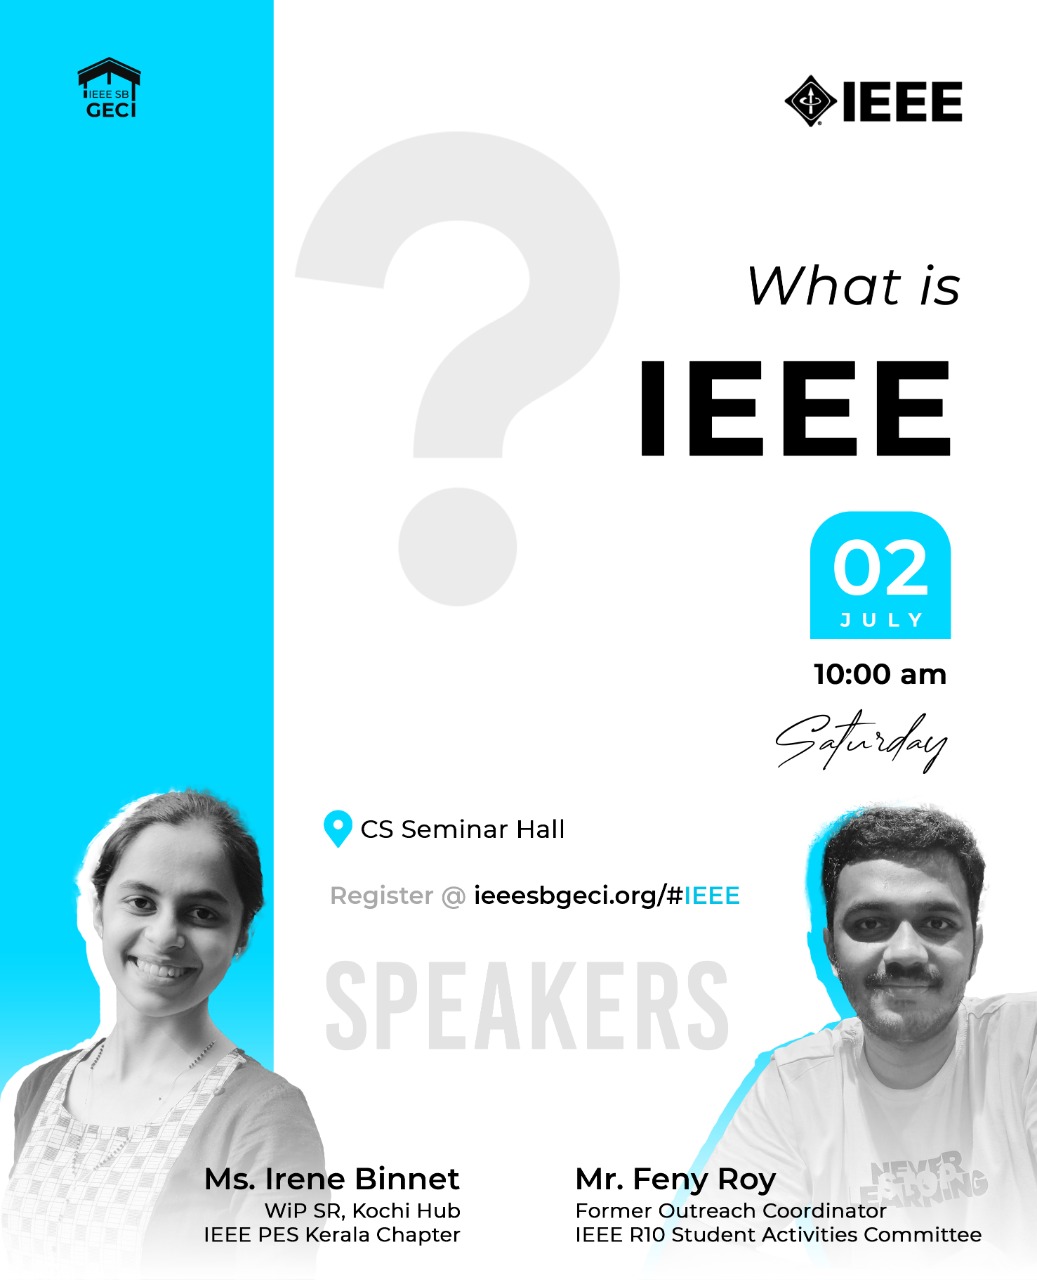 IEEE SB
GECI
IEEE
What is
IEEE
?
02
JULY
10:00 am
Saturday
CS Seminar Hall
Register @ ieeesbgeci.org/#IEEE
SPEAKERS
Ms. Irene Binnet
WiP SR, Kochi Hub
IEEE PES Kerala Chapter
Mr. Feny Roy
Former Outreach Coordinator
IEEE R10 Student Activities Committee
NEVER
STOP
LEARNING